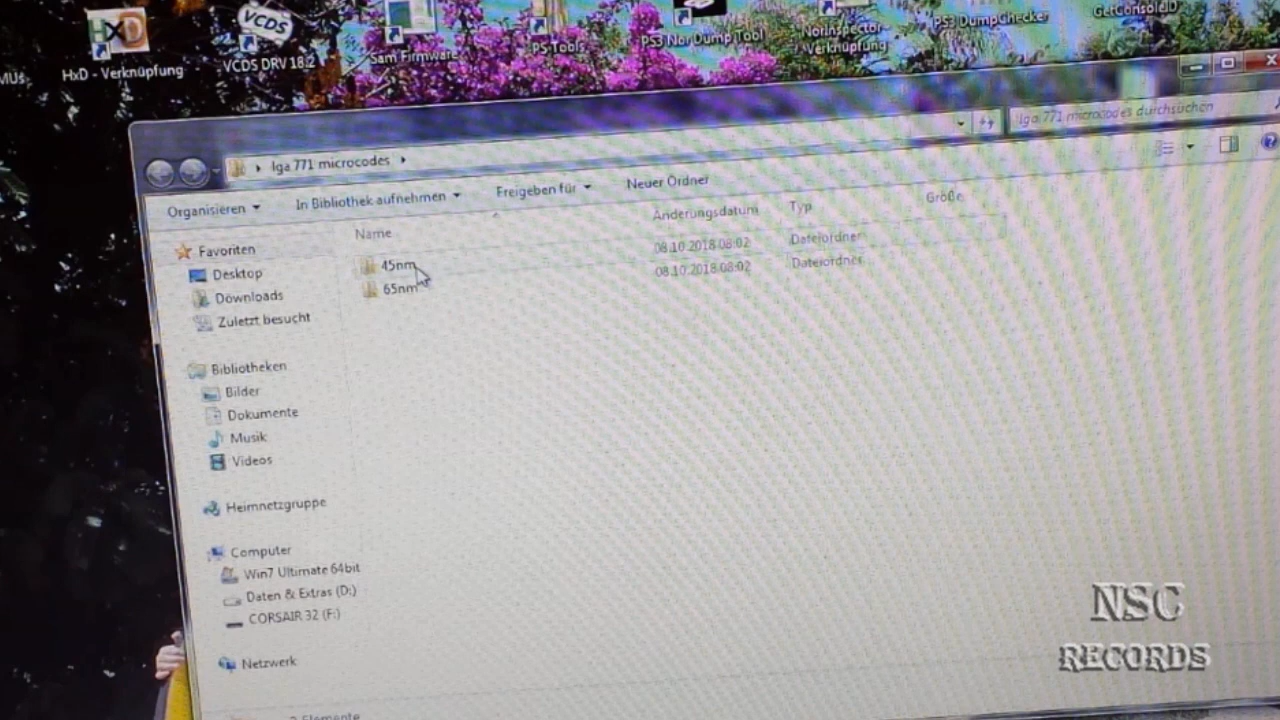 HxD - Verknüpfung
VCDS
VCDS DRV 18.2
Sam Firmware
PS Tools
PS3 Nor Dump Tool
NorInspector -
Verknüpfung
PS3 DumpChecker
GetConsoleID
lga 771 microcodes
lga 771 microcodes durchsuchen
Organisieren
In Bibliothek aufnehmen
Freigeben für
Neuer Ordner
Name
Änderungsdatum
Typ
Größe
45nm
08.10.2018 08:02
Dateiordner
65nm
08.10.2018 08:02
Dateiordner
Favoriten
Desktop
Downloads
Zuletzt besucht
Bibliotheken
Bilder
Dokumente
Musik
Videos
Heimnetzgruppe
Computer
Win7 Ultimate 64bit
Daten & Extras (D:)
CORSAIR 32 (F:)
Netzwerk
2 Elemente
NSC
RECORDS